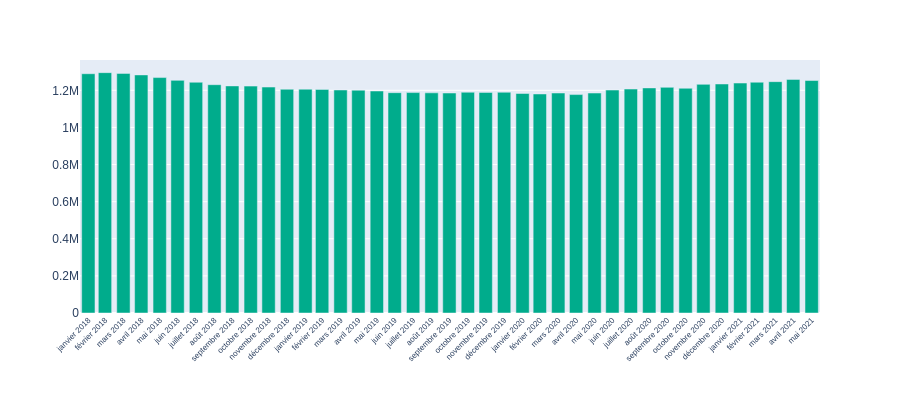 1.2M
1M
0.8M
0.6M
0.4M
0.2M
0
janvier 2018
février 2018
mars 2018
avril 2018
mai 2018
juin 2018
juillet 2018
août 2018
septembre 2018
octobre 2018
novembre 2018
décembre 2018
janvier 2019
février 2019
mars 2019
avril 2019
mai 2019
juin 2019
juillet 2019
août 2019
septembre 2019
octobre 2019
novembre 2019
décembre 2019
janvier 2020
février 2020
mars 2020
avril 2020
mai 2020
juin 2020
juillet 2020
août 2020
septembre 2020
octobre 2020
novembre 2020
décembre 2020
janvier 2021
février 2021
mars 2021
avril 2021
mai 2021